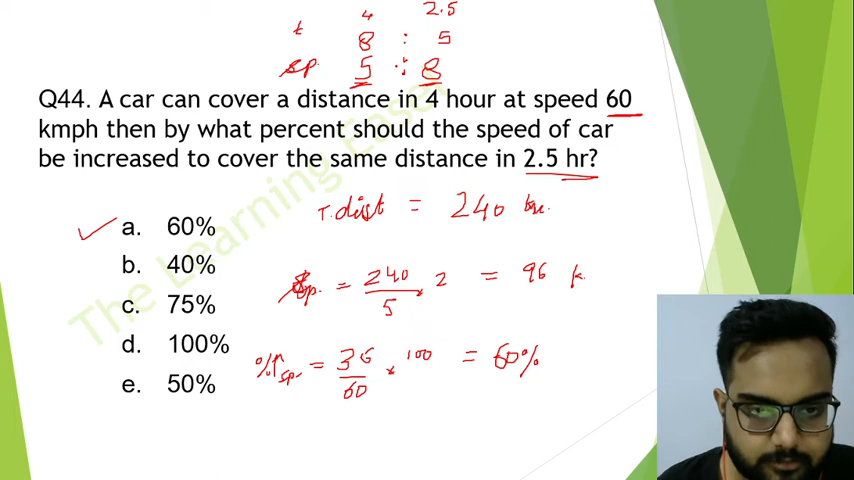 4 2.5
t 8 : 5
sp. 5 : 8
Q44. A car can cover a distance in 4 hour at speed 60
kmph then by what percent should the speed of car
be increased to cover the same distance in 2.5 hr?
T. dist = 240 km.
a. 60%
b. 40%
sp. = 240/5 × 2 = 96 k
c. 75%
d. 100%
%↑ sp. = 36/60 × 100 = 60%
e. 50%
The Learning Easer